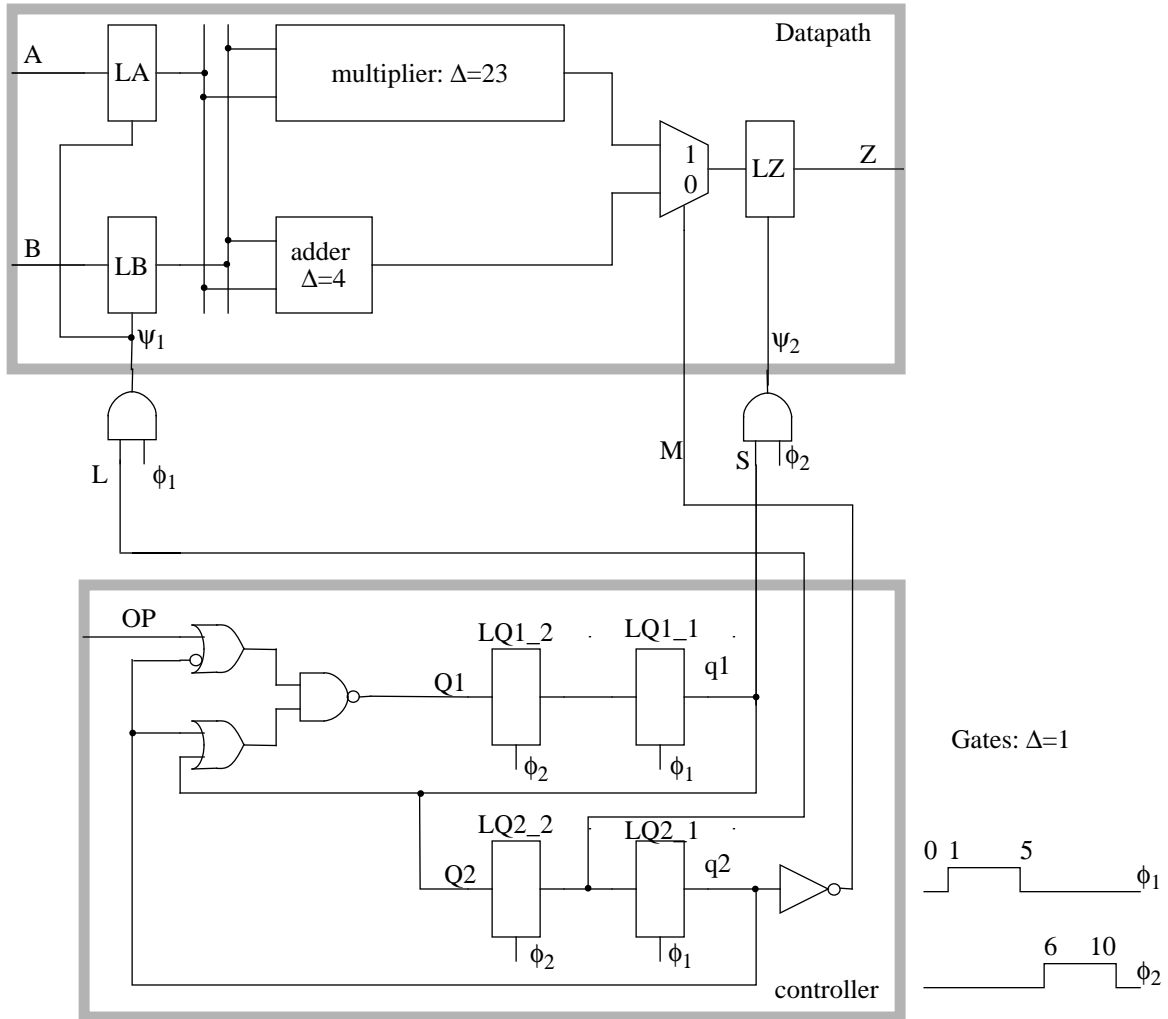 Datapath
A
LA
multiplier: Δ=23
1
0
LZ
Z
B
LB
adder
Δ=4
ψ1
ψ2
M
S
ϕ2
L
ϕ1
OP
LQ1_2
LQ1_1
Q1
q1
ϕ2
ϕ1
Gates: Δ=1
LQ2_2
LQ2_1
Q2
q2
ϕ2
ϕ1
controller
0 1 5
ϕ1
6 10
ϕ2